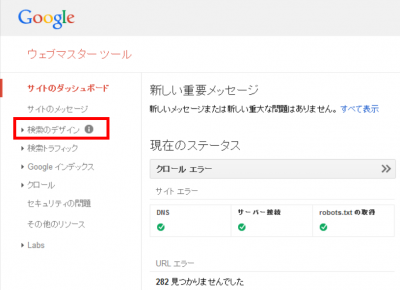 Google
ウェブマスター ツール
サイトのダッシュボード
サイトのメッセージ
検索のデザイン
検索トラフィック
Google インデックス
クロール
セキュリティの問題
その他のリソース
Labs
新しい重要メッセージ
新しいメッセージまたは新しい重大な問題はありません。 すべて表示
現在のステータス
クロール エラー
サイト エラー
DNS サーバー接続 robots.txt の取得
URL エラー
282 見つかりませんでした